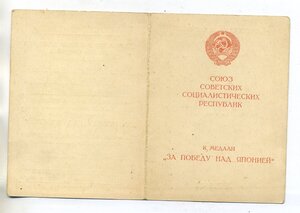 СОЮЗ
СОВЕТСКИХ
СОЦИАЛИСТИЧЕСКИХ
РЕСПУБЛИК
К МЕДАЛИ
„ЗА ПОБЕДУ НАД ЯПОНИЕЙ"